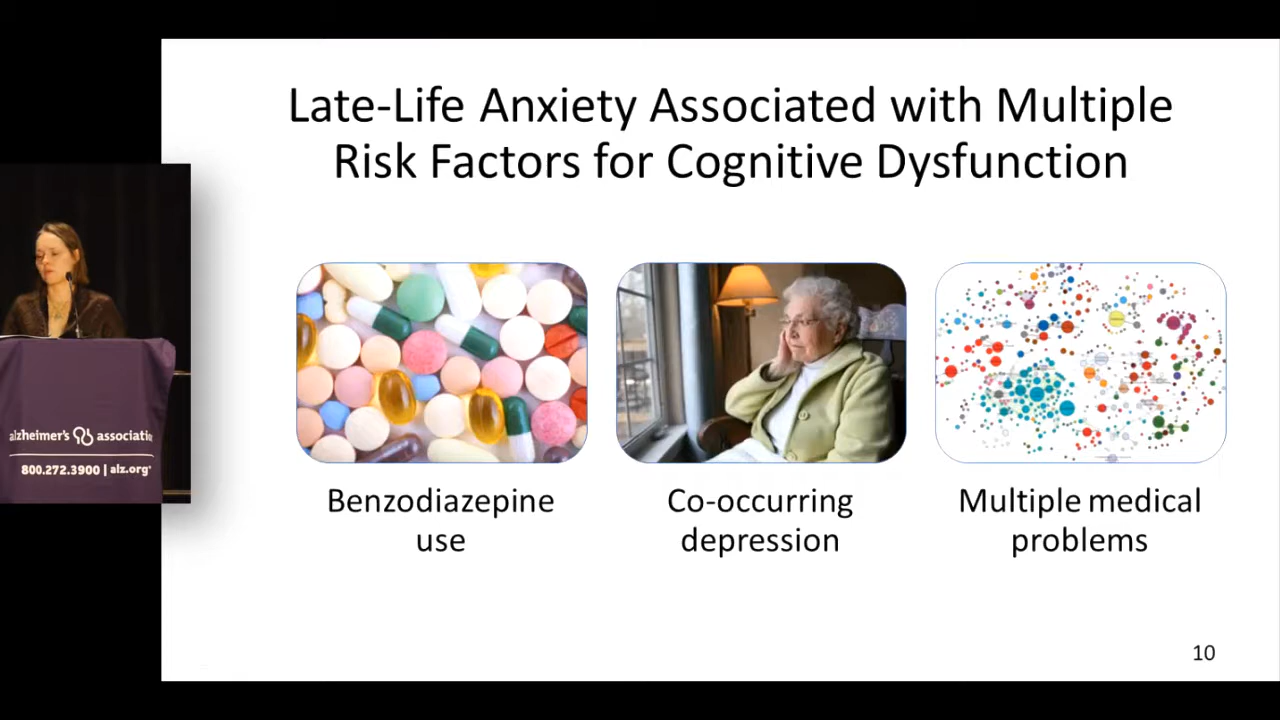 Late-Life Anxiety Associated with Multiple
Risk Factors for Cognitive Dysfunction
Benzodiazepine
use
Co-occurring
depression
Multiple medical
problems
10
alzheimer's associatio
800.272.3900 | alz.org®